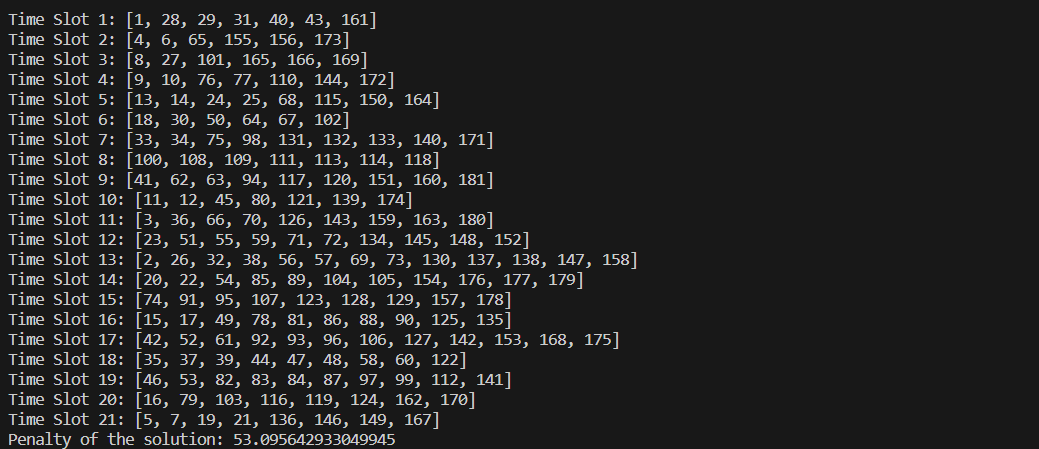 Time Slot 1: [1, 28, 29, 31, 40, 43, 161]
Time Slot 2: [4, 6, 65, 155, 156, 173]
Time Slot 3: [8, 27, 101, 165, 166, 169]
Time Slot 4: [9, 10, 76, 77, 110, 144, 172]
Time Slot 5: [13, 14, 24, 25, 68, 115, 150, 164]
Time Slot 6: [18, 30, 50, 64, 67, 102]
Time Slot 7: [33, 34, 75, 98, 131, 132, 133, 140, 171]
Time Slot 8: [100, 108, 109, 111, 113, 114, 118]
Time Slot 9: [41, 62, 63, 94, 117, 120, 151, 160, 181]
Time Slot 10: [11, 12, 45, 80, 121, 139, 174]
Time Slot 11: [3, 36, 66, 70, 126, 143, 159, 163, 180]
Time Slot 12: [23, 51, 55, 59, 71, 72, 134, 145, 148, 152]
Time Slot 13: [2, 26, 32, 38, 56, 57, 69, 73, 130, 137, 138, 147, 158]
Time Slot 14: [20, 22, 54, 85, 89, 104, 105, 154, 176, 177, 179]
Time Slot 15: [74, 91, 95, 107, 123, 128, 129, 157, 178]
Time Slot 16: [15, 17, 49, 78, 81, 86, 88, 90, 125, 135]
Time Slot 17: [42, 52, 61, 92, 93, 96, 106, 127, 142, 153, 168, 175]
Time Slot 18: [35, 37, 39, 44, 47, 48, 58, 60, 122]
Time Slot 19: [46, 53, 82, 83, 84, 87, 97, 99, 112, 141]
Time Slot 20: [16, 79, 103, 116, 119, 124, 162, 170]
Time Slot 21: [5, 7, 19, 21, 136, 146, 149, 167]
Penalty of the solution: 53.095642933049945